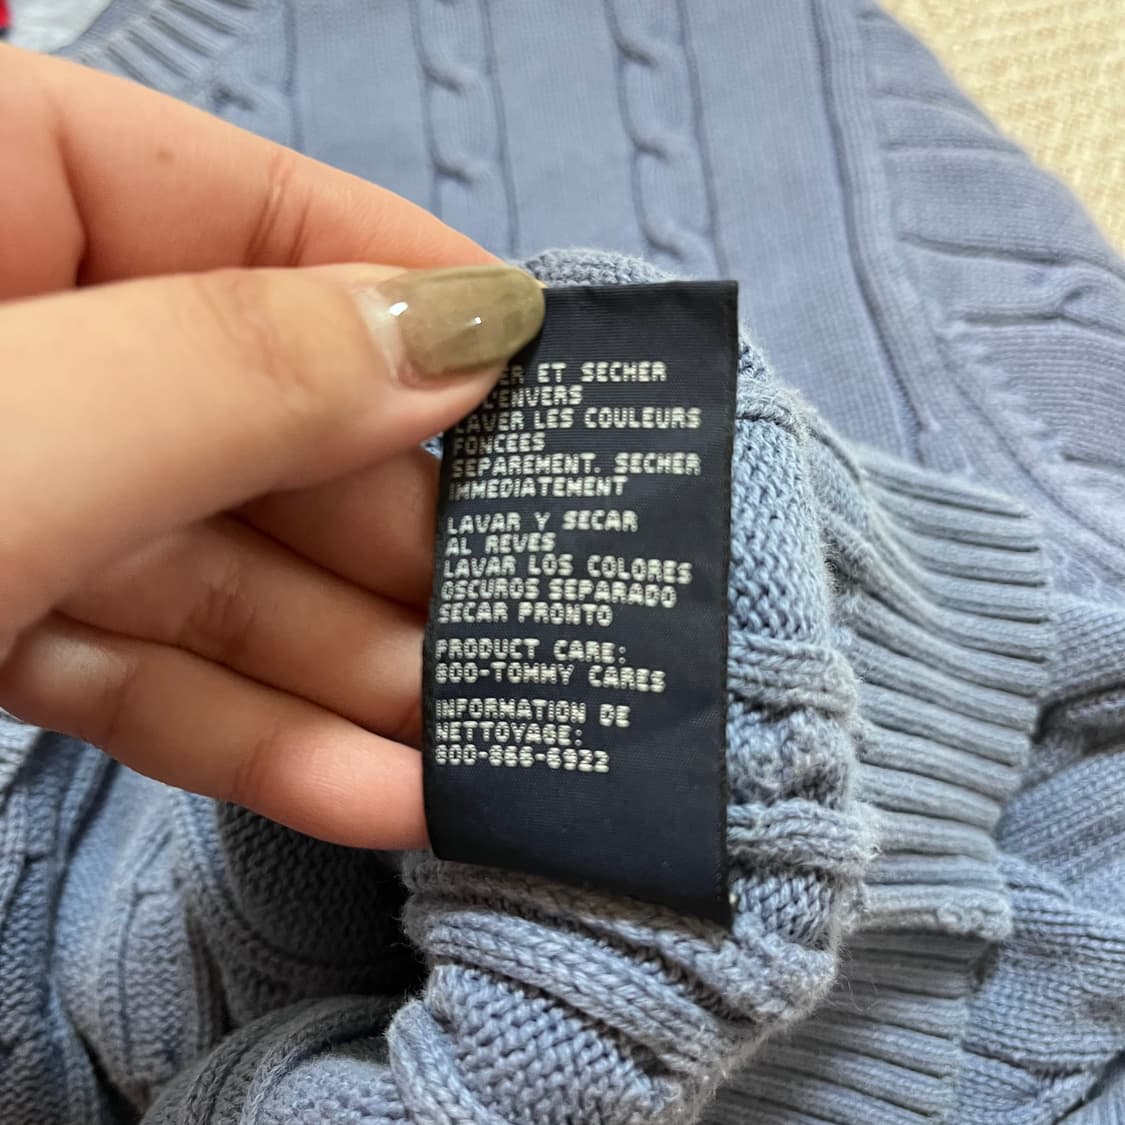 ET SECHER
L'ENVERS
LAVER LES COULEURS
FONCEES
SEPAREMENT. SECHER
IMMEDIATEMENT
LAVAR Y SECAR
AL REVES
LAVAR LOS COLORES
OSCUROS SEPARADO
SECAR PRONTO
PRODUCT CARE:
800-TOMMY CARES
INFORMATION DE
NETTOYAGE:
800-866-6922